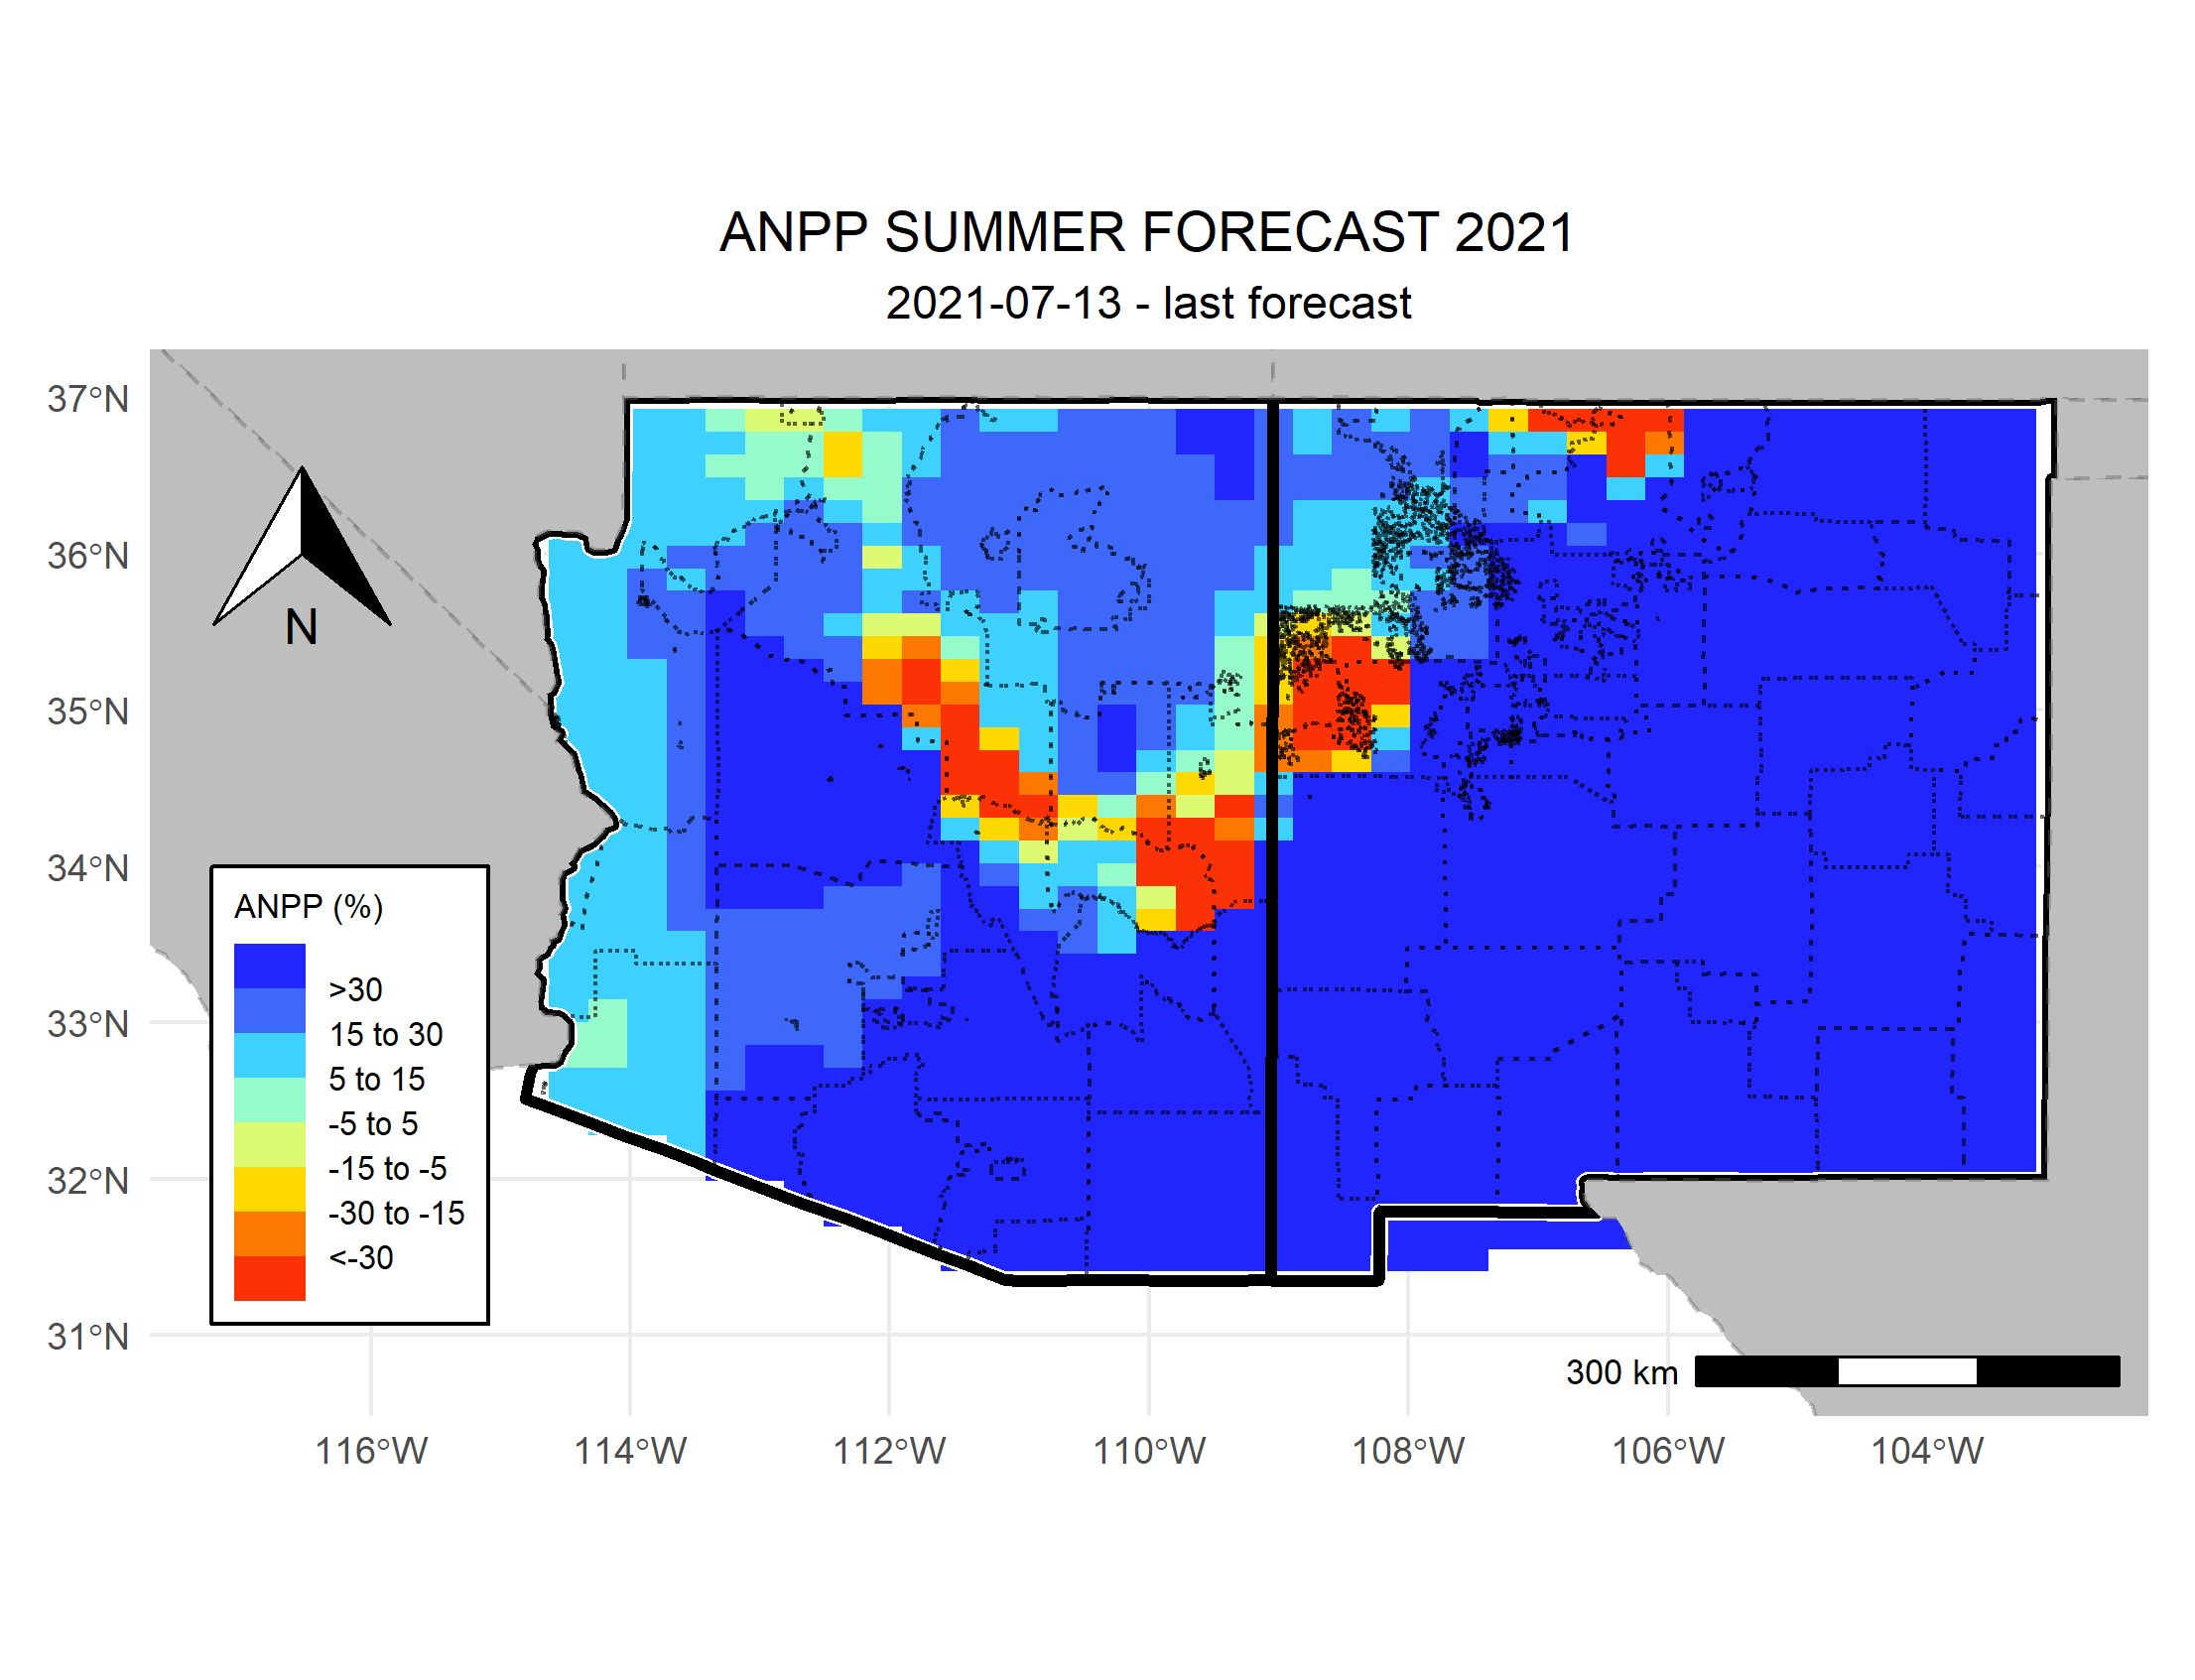 ANPP SUMMER FORECAST 2021
2021-07-13 - last forecast
37°N
36°N
35°N
34°N
33°N
32°N
31°N
N
ANPP (%)
>30
15 to 30
5 to 15
-5 to 5
-15 to -5
-30 to -15
<-30
300 km
116°W
114°W
112°W
110°W
108°W
106°W
104°W